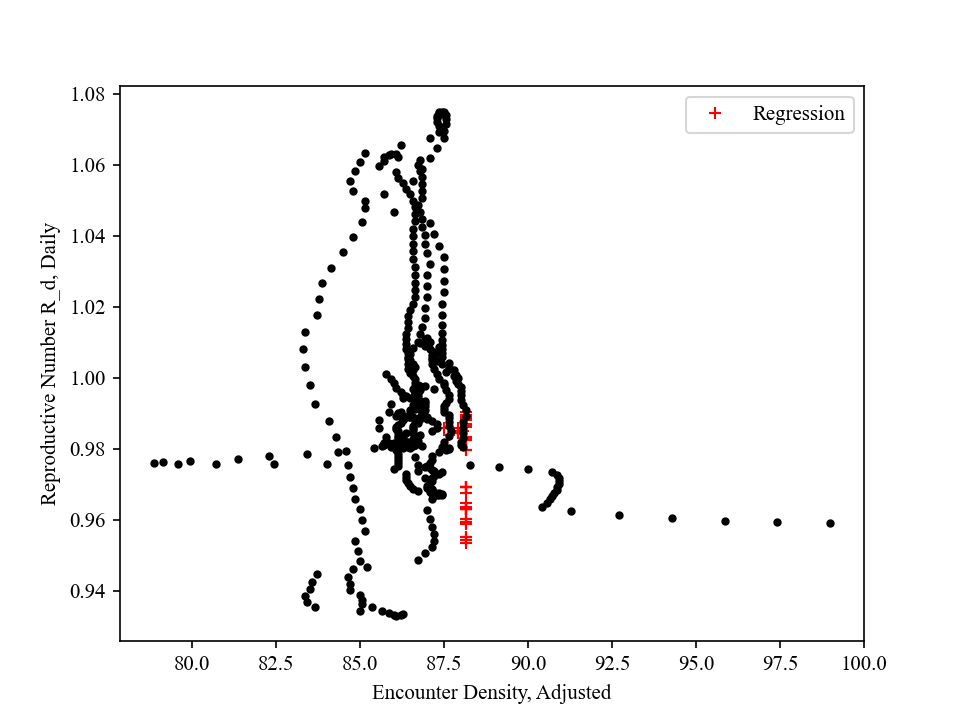 Regression
1.08
1.06
1.04
1.02
1.00
0.98
0.96
0.94
Reproductive Number R_d, Daily
80.0 82.5 85.0 87.5 90.0 92.5 95.0 97.5 100.0
Encounter Density, Adjusted